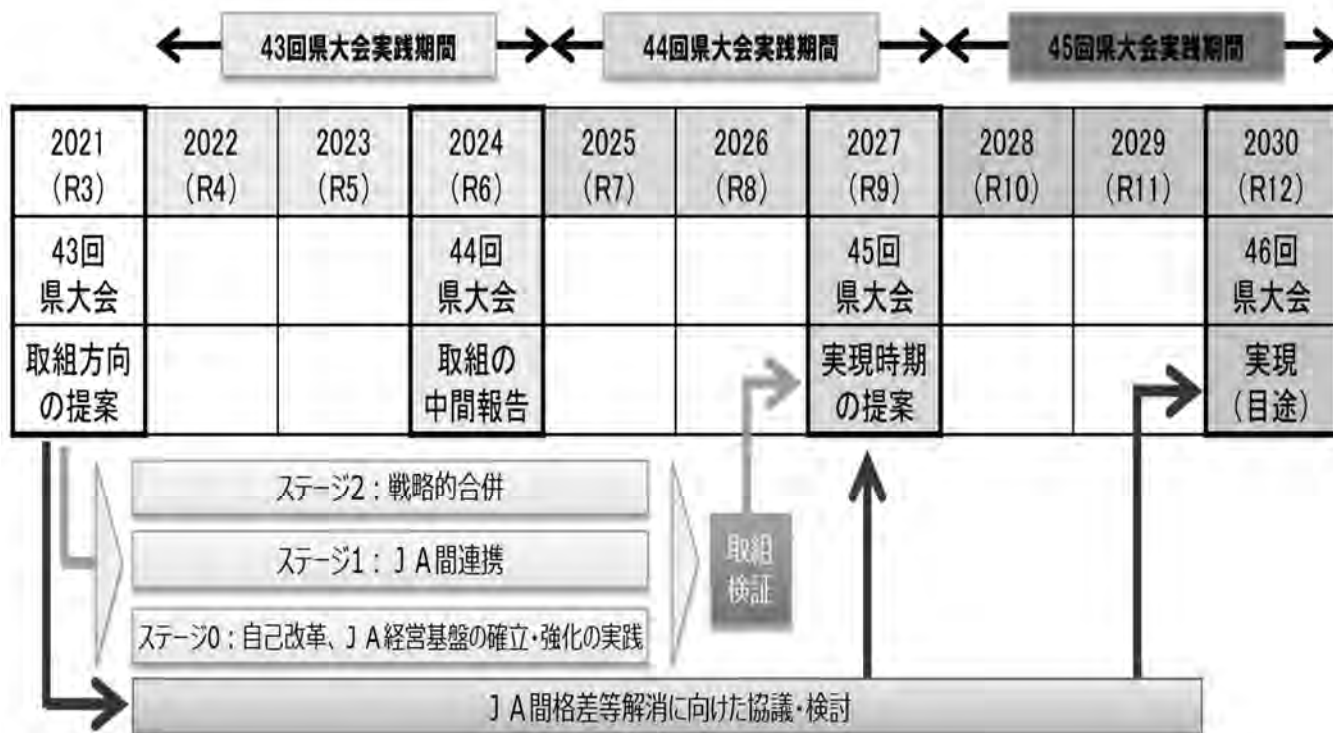 43回県大会実践期間
44回県大会実践期間
45回県大会実践期間
2021
(R3)
2022
(R4)
2023
(R5)
2024
(R6)
2025
(R7)
2026
(R8)
2027
(R9)
2028
(R10)
2029
(R11)
2030
(R12)
43回
県大会
44回
県大会
45回
県大会
46回
県大会
取組方向
の提案
取組の
中間報告
実現時期
の提案
実現
(目途)
ステージ2：戦略的合併
ステージ1：ＪＡ間連携
ステージ0：自己改革、ＪＡ経営基盤の確立・強化の実践
取組
検証
ＪＡ間格差等解消に向けた協議・検討